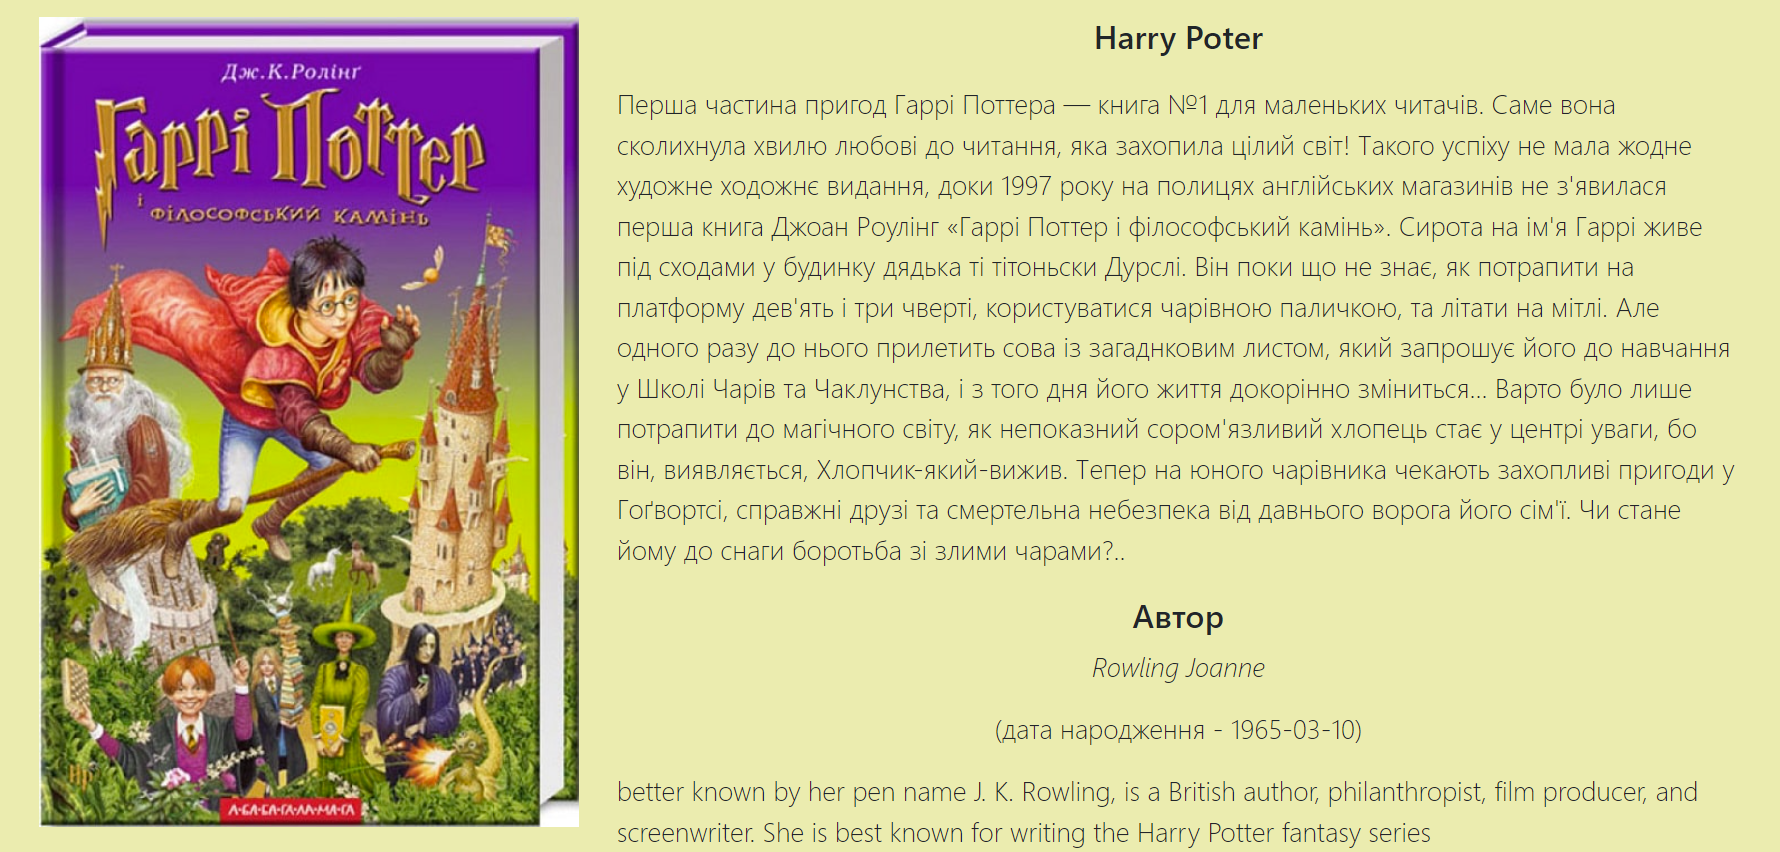 Дж.К.Ролінґ
Гаррі Поттер
і філософський камінь
А-БА-БА-ГА-ЛА-МА-ГА
Harry Poter
Перша частина пригод Гаррі Поттера — книга №1 для маленьких читачів. Саме вона
сколихнула хвилю любові до читання, яка захопила цілий світ! Такого успіху не мала жодне
художне ходожнє видання, доки 1997 року на полицях англійських магазинів не з'явилася
перша книга Джоан Роулінг «Гаррі Поттер і філософський камінь». Сирота на ім'я Гаррі живе
під сходами у будинку дядька ті тітоньски Дурслі. Він поки що не знає, як потрапити на
платформу дев'ять і три чверті, користуватися чарівною паличкою, та літати на мітлі. Але
одного разу до нього прилетить сова із загаднковим листом, який запрошує його до навчання
у Школі Чарів та Чаклунства, і з того дня його життя докорінно зміниться... Варто було лише
потрапити до магічного світу, як непоказний сором'язливий хлопець стає у центрі уваги, бо
він, виявляється, Хлопчик-який-вижив. Тепер на юного чарівника чекають захопливі пригоди у
Гоґвортсі, справжні друзі та смертельна небезпека від давнього ворога його сім'ї. Чи стане
йому до снаги боротьба зі злими чарами?..
Автор
Rowling Joanne
(дата народження - 1965-03-10)
better known by her pen name J. K. Rowling, is a British author, philanthropist, film producer, and
screenwriter. She is best known for writing the Harry Potter fantasy series